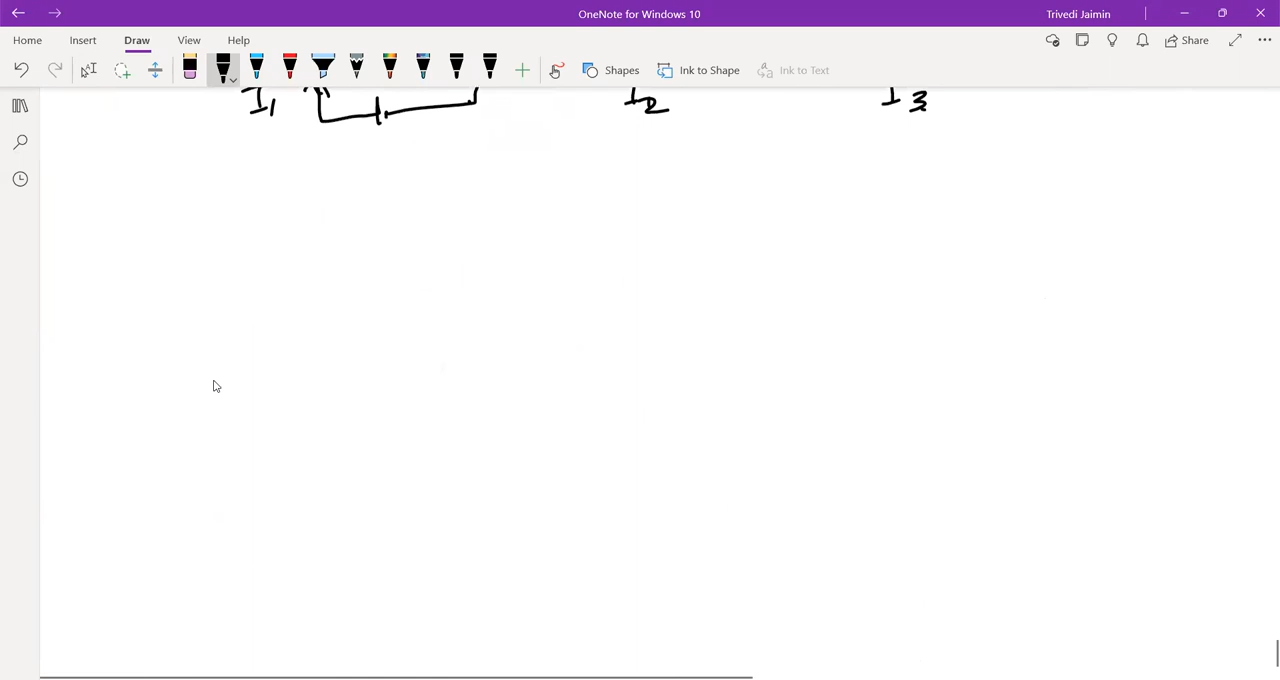 OneNote for Windows 10
Trivedi Jaimin
Home Insert Draw View Help
Share
Shapes Ink to Shape Ink to Text
I1 I2 I3